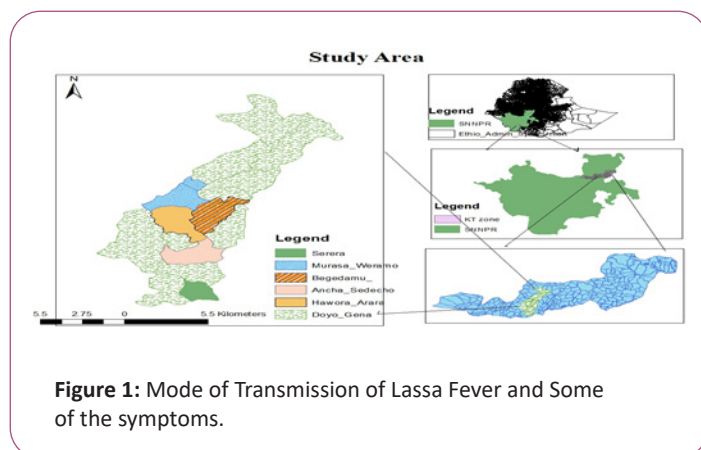 Study Area
N
Legend
Serera
Murasa_Weramo
Begedamu_
Ancha_Sedecho
Hawora_Arara
Doyo_Gena
5.5 2.75 0 5.5 Kilometers
Legend
SNNPR
Legend
KT zone
SNNPR
Figure 1: Mode of Transmission of Lassa Fever and Some
of the symptoms.